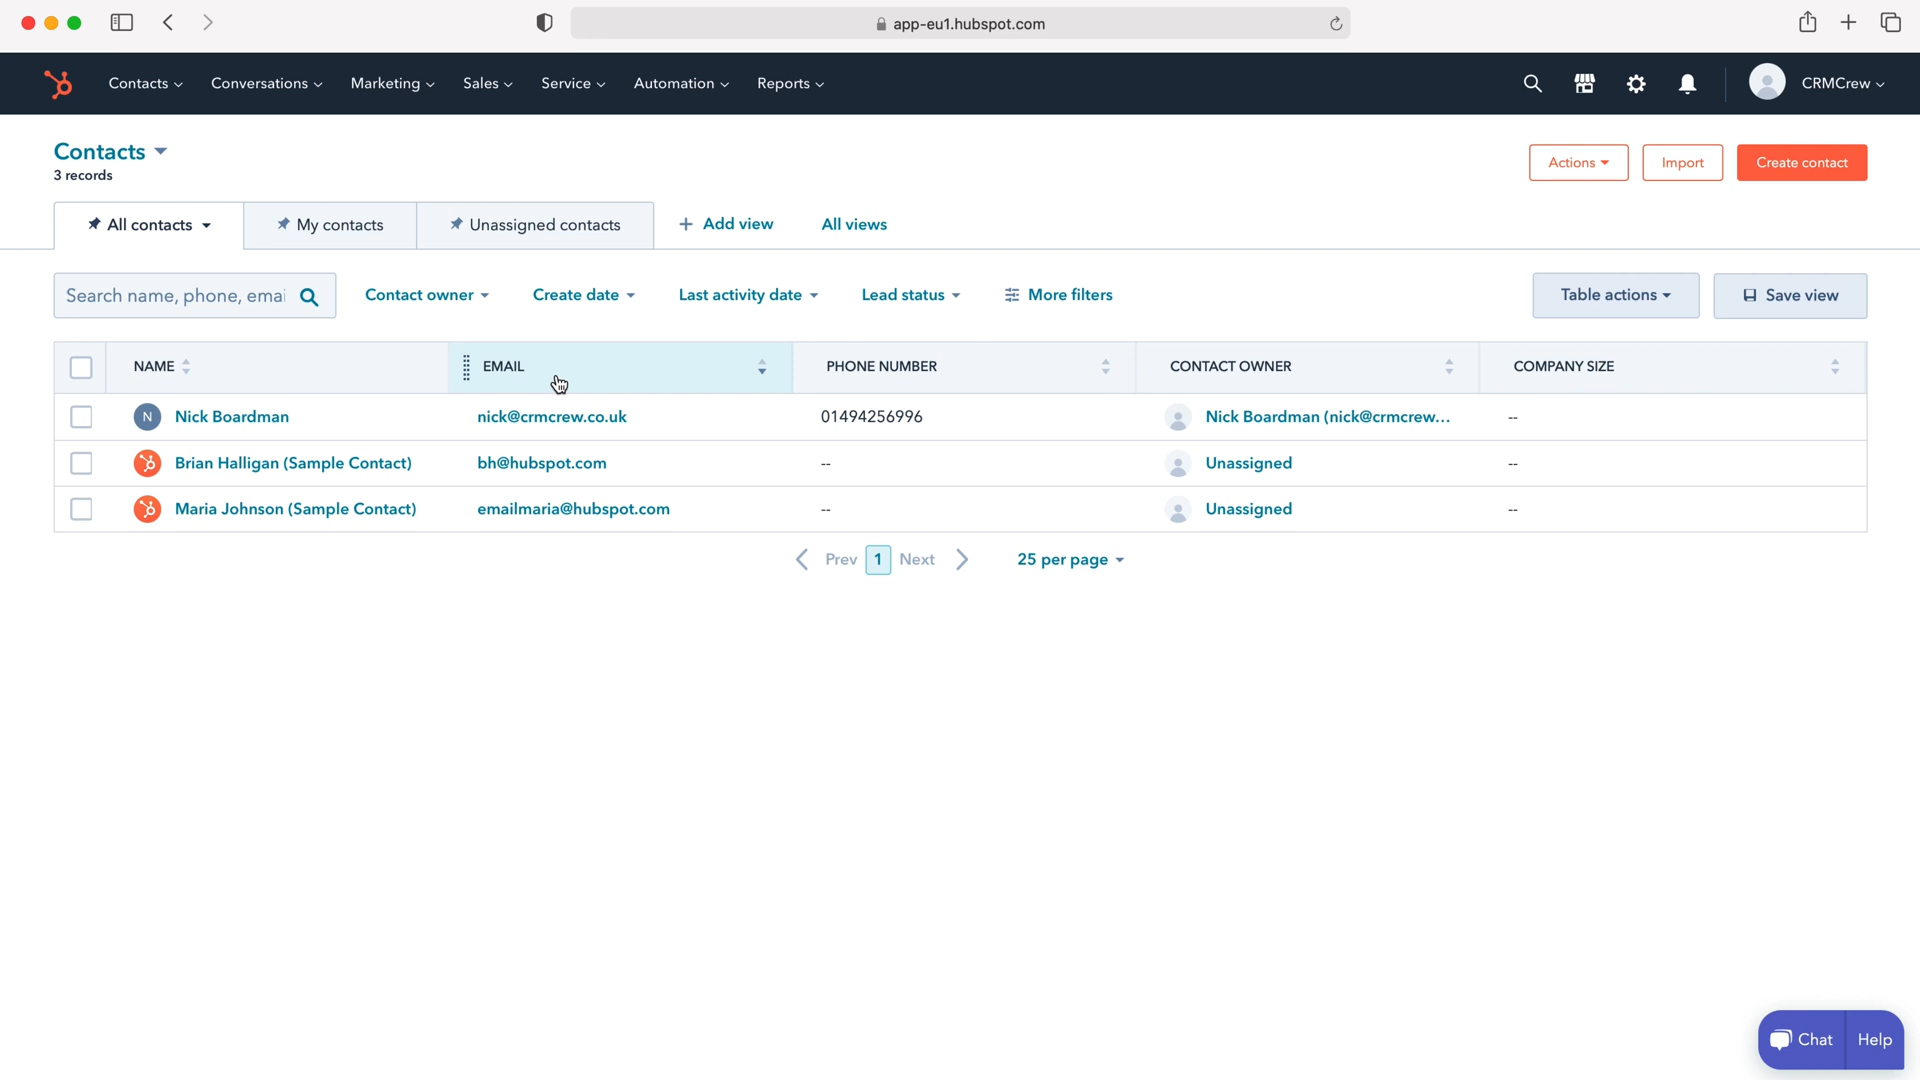 app-eu1.hubspot.com
Contacts Conversations Marketing Sales Service Automation Reports CRMCrew
Contacts
3 records
Actions Import Create contact
All contacts My contacts Unassigned contacts + Add view All views
Search name, phone, emai Contact owner Create date Last activity date Lead status More filters Table actions Save view
NAME EMAIL PHONE NUMBER CONTACT OWNER COMPANY SIZE
N Nick Boardman nick@crmcrew.co.uk 01494256996 Nick Boardman (nick@crmcrew... --
Brian Halligan (Sample Contact) bh@hubspot.com -- Unassigned --
Maria Johnson (Sample Contact) emailmaria@hubspot.com -- Unassigned --
Prev 1 Next 25 per page
Chat Help